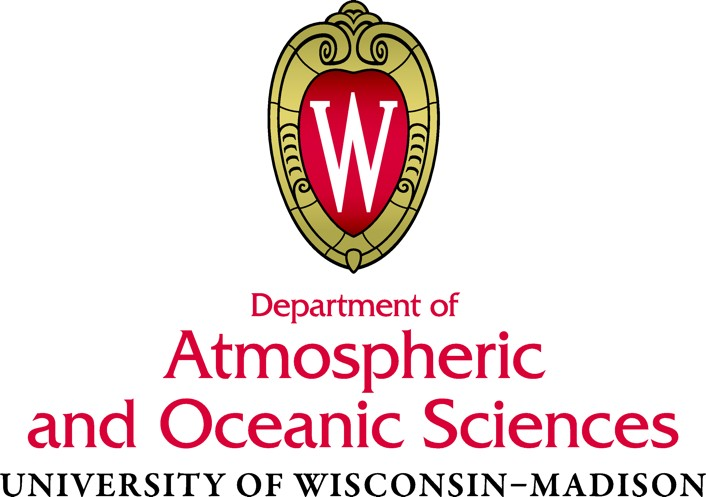 W
Department of
Atmospheric
and Oceanic Sciences
UNIVERSITY OF WISCONSIN–MADISON